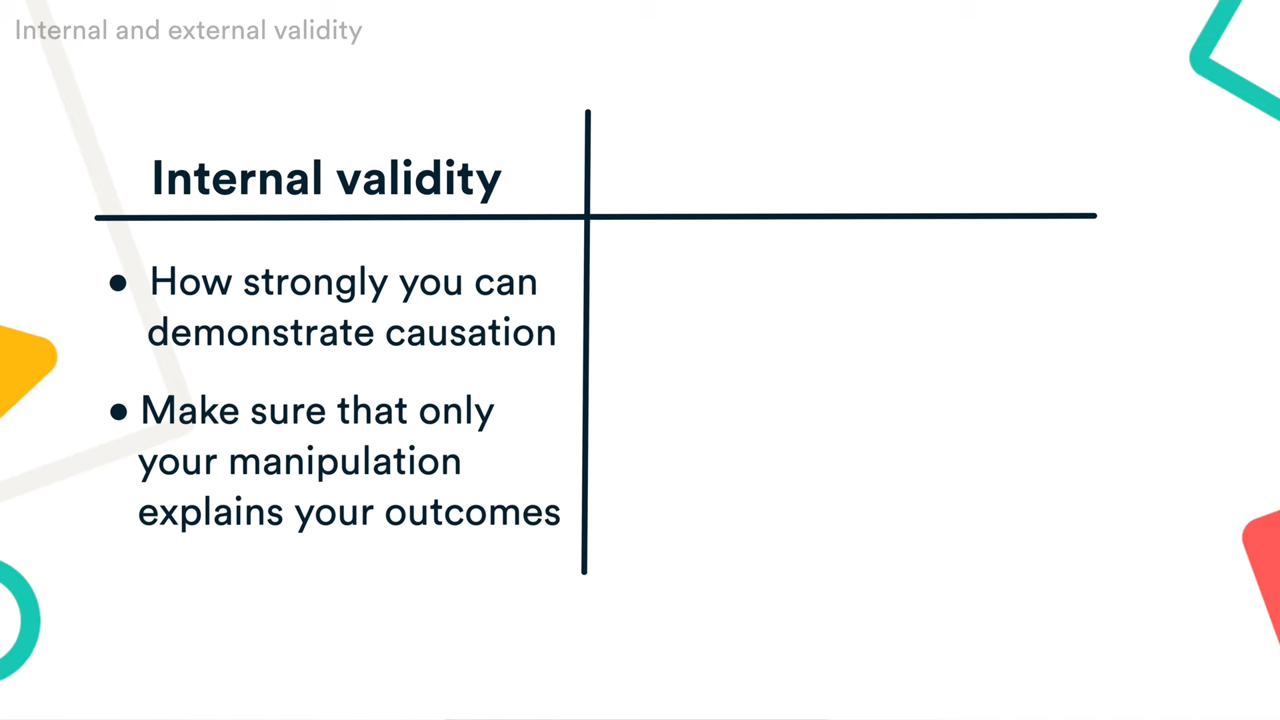 Internal and external validity
Internal validity
● How strongly you can
demonstrate causation
● Make sure that only
your manipulation
explains your outcomes